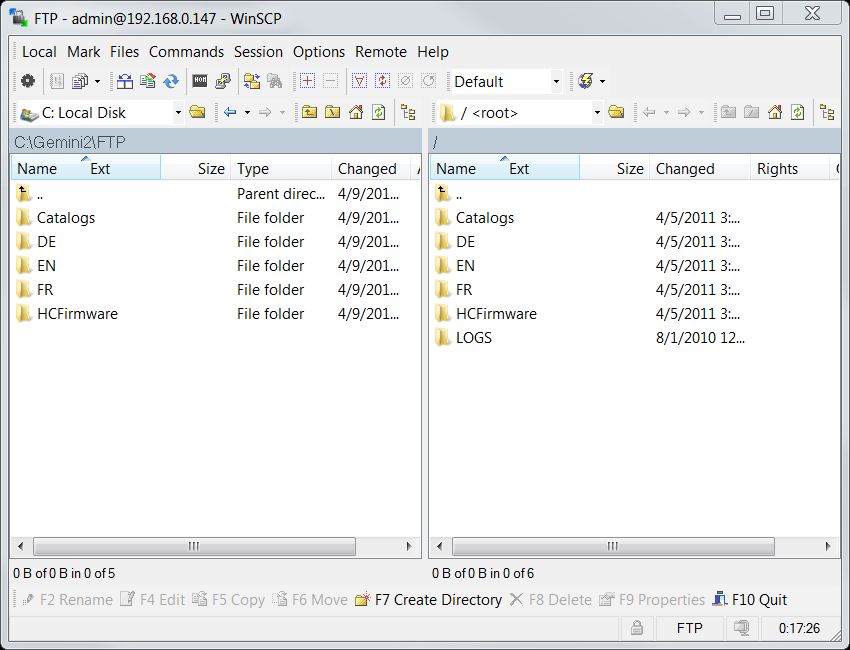 FTP - admin@192.168.0.147 - WinSCP
Local Mark Files Commands Session Options Remote Help
Default
C: Local Disk / <root>
C:\Gemini2\FTP /
Name Ext Size Type Changed Name Ext Size Changed Rights
.. Parent direc... 4/9/201... ..
Catalogs File folder 4/9/201... Catalogs 4/5/2011 3:...
DE File folder 4/9/201... DE 4/5/2011 3:...
EN File folder 4/9/201... EN 4/5/2011 3:...
FR File folder 4/9/201... FR 4/5/2011 3:...
HCFirmware File folder 4/9/201... HCFirmware 4/5/2011 3:...
LOGS 8/1/2010 12...
0 B of 0 B in 0 of 5 0 B of 0 B in 0 of 6
F2 Rename F4 Edit F5 Copy F6 Move F7 Create Directory F8 Delete F9 Properties F10 Quit
FTP 0:17:26